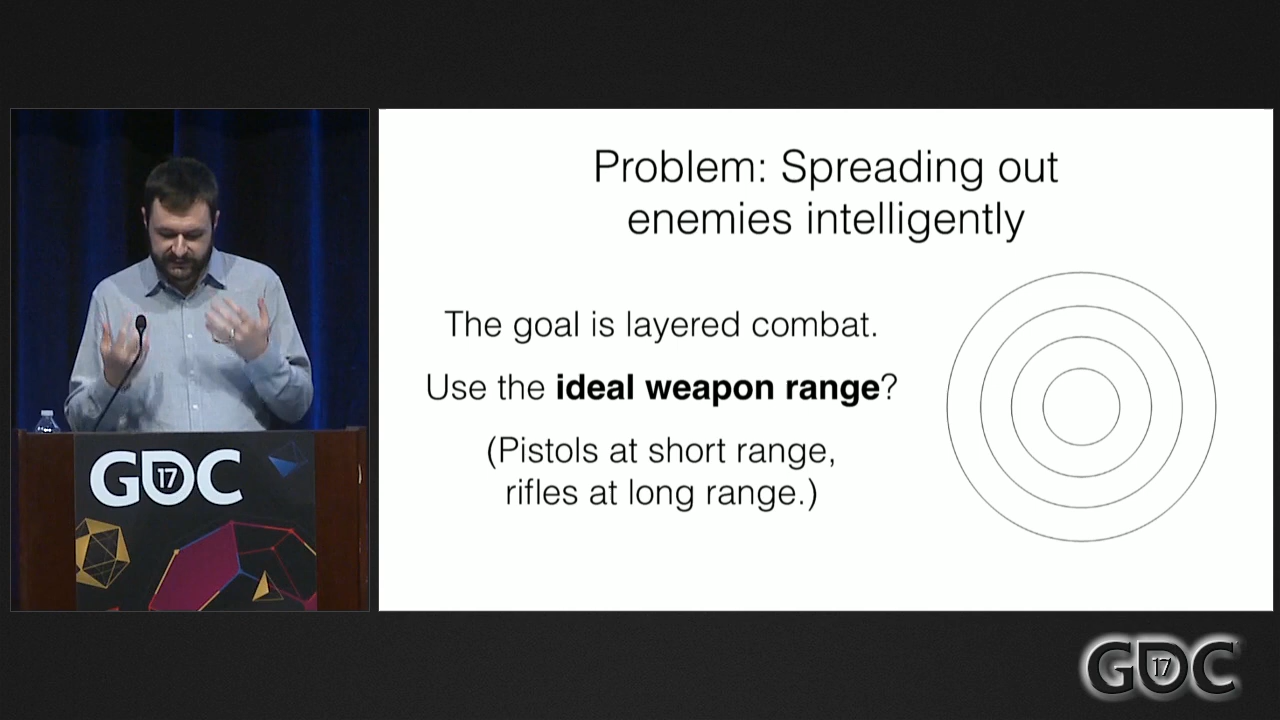 Problem: Spreading out
enemies intelligently
The goal is layered combat.
Use the ideal weapon range?
(Pistols at short range,
rifles at long range.)
GDC
17
GDC
17